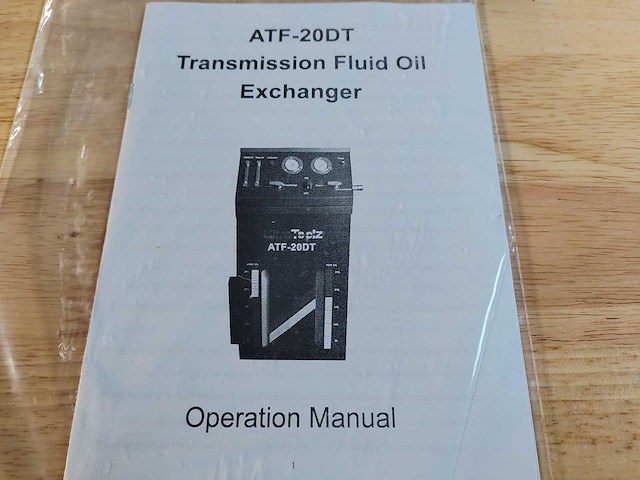 ATF-20DT
Transmission Fluid Oil
Exchanger
ATF-20DT
Operation Manual
1